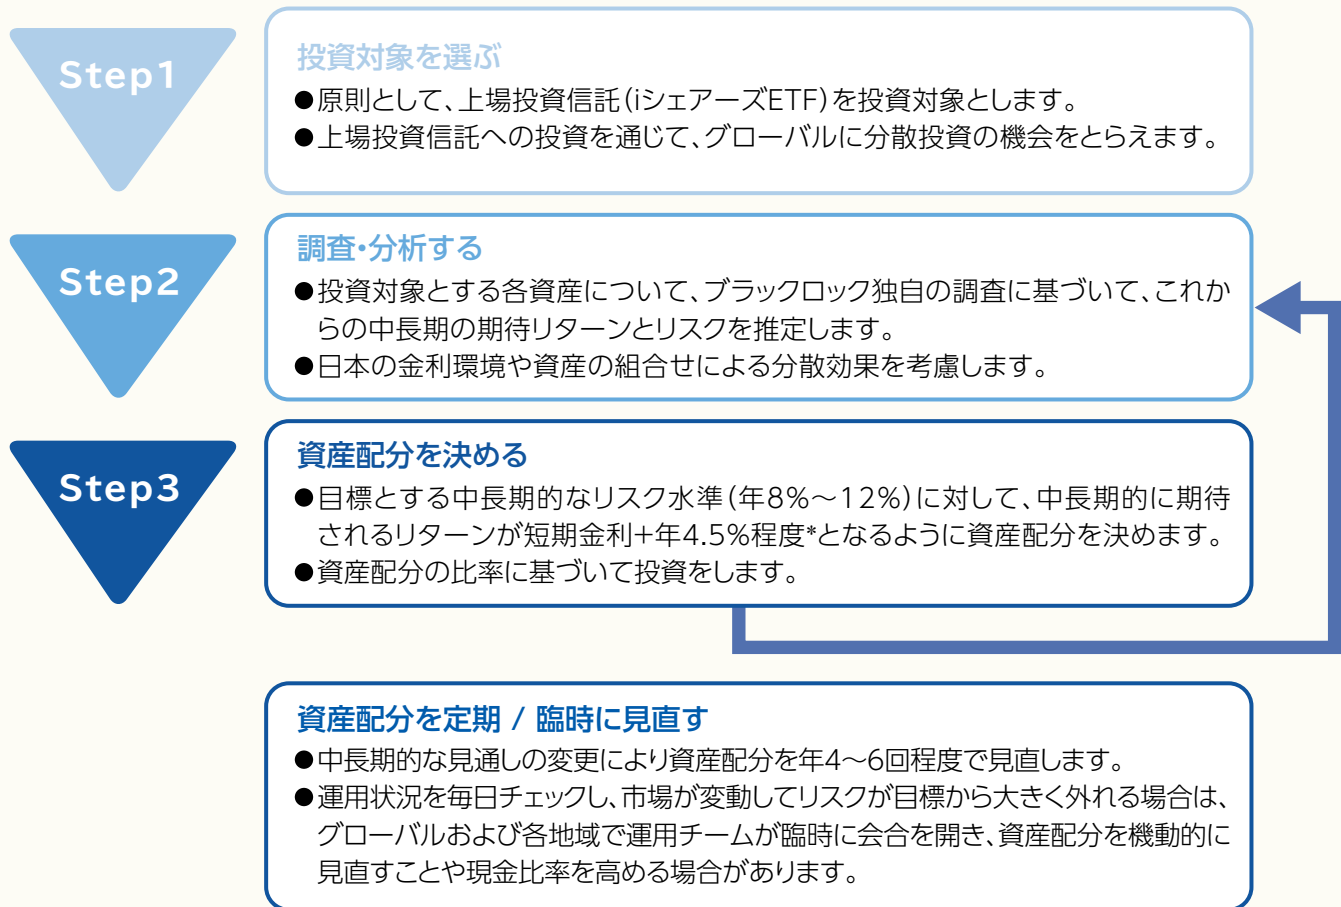 Step1
投資対象を選ぶ
●原則として、上場投資信託(iシェアーズETF)を投資対象とします。
●上場投資信託への投資を通じて、グローバルに分散投資の機会をとらえます。
Step2
調査・分析する
●投資対象とする各資産について、ブラックロック独自の調査に基づいて、これか
らの中長期の期待リターンとリスクを推定します。
●日本の金利環境や資産の組合せによる分散効果を考慮します。
Step3
資産配分を決める
●目標とする中長期的なリスク水準(年8%～12%)に対して、中長期的に期待
されるリターンが短期金利+年4.5%程度*となるように資産配分を決めます。
●資産配分の比率に基づいて投資をします。
資産配分を定期 / 臨時に見直す
●中長期的な見通しの変更により資産配分を年4～6回程度で見直します。
●運用状況を毎日チェックし、市場が変動してリスクが目標から大きく外れる場合は、
グローバルおよび各地域で運用チームが臨時に会合を開き、資産配分を機動的に
見直すことや現金比率を高める場合があります。